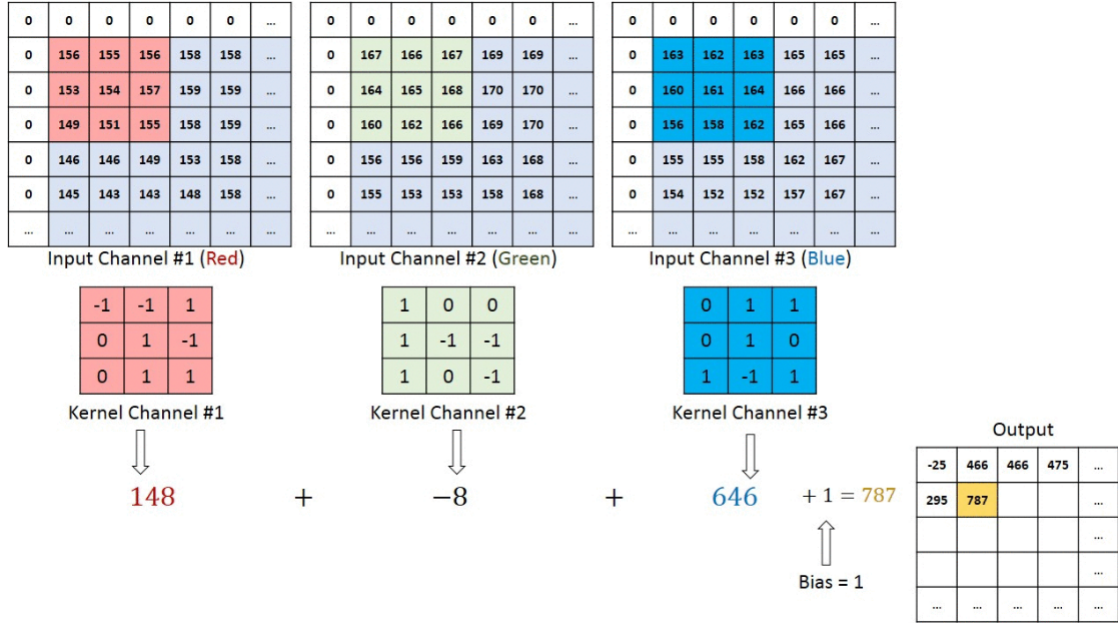 0 0 0 0 0 0 ... 0 0 0 0 0 0 ... 0 0 0 0 0 0 ...
0 156 155 156 158 158 ... 0 167 166 167 169 169 ... 0 163 162 163 165 165 ...
0 153 154 157 159 159 ... 0 164 165 168 170 170 ... 0 160 161 164 166 166 ...
0 149 151 155 158 159 ... 0 160 162 166 169 170 ... 0 156 158 162 165 166 ...
0 146 146 149 153 158 ... 0 156 156 159 163 168 ... 0 155 155 158 162 167 ...
0 145 143 143 148 158 ... 0 155 153 153 158 168 ... 0 154 152 152 157 167 ...
... ... ... ... ... ... ... ... ... ... ... ... ... ... ... ... ... ... ... ... ...
Input Channel #1 (Red) Input Channel #2 (Green) Input Channel #3 (Blue)
-1 -1 1 1 0 0 0 1 1
0 1 -1 1 -1 -1 0 1 0
0 1 1 1 0 -1 1 -1 1
Kernel Channel #1 Kernel Channel #2 Kernel Channel #3
Output
-25 466 466 475 ...
148 + −8 + 646 + 1 = 787
295 787 ...
...
Bias = 1
...
... ... ... ... ...